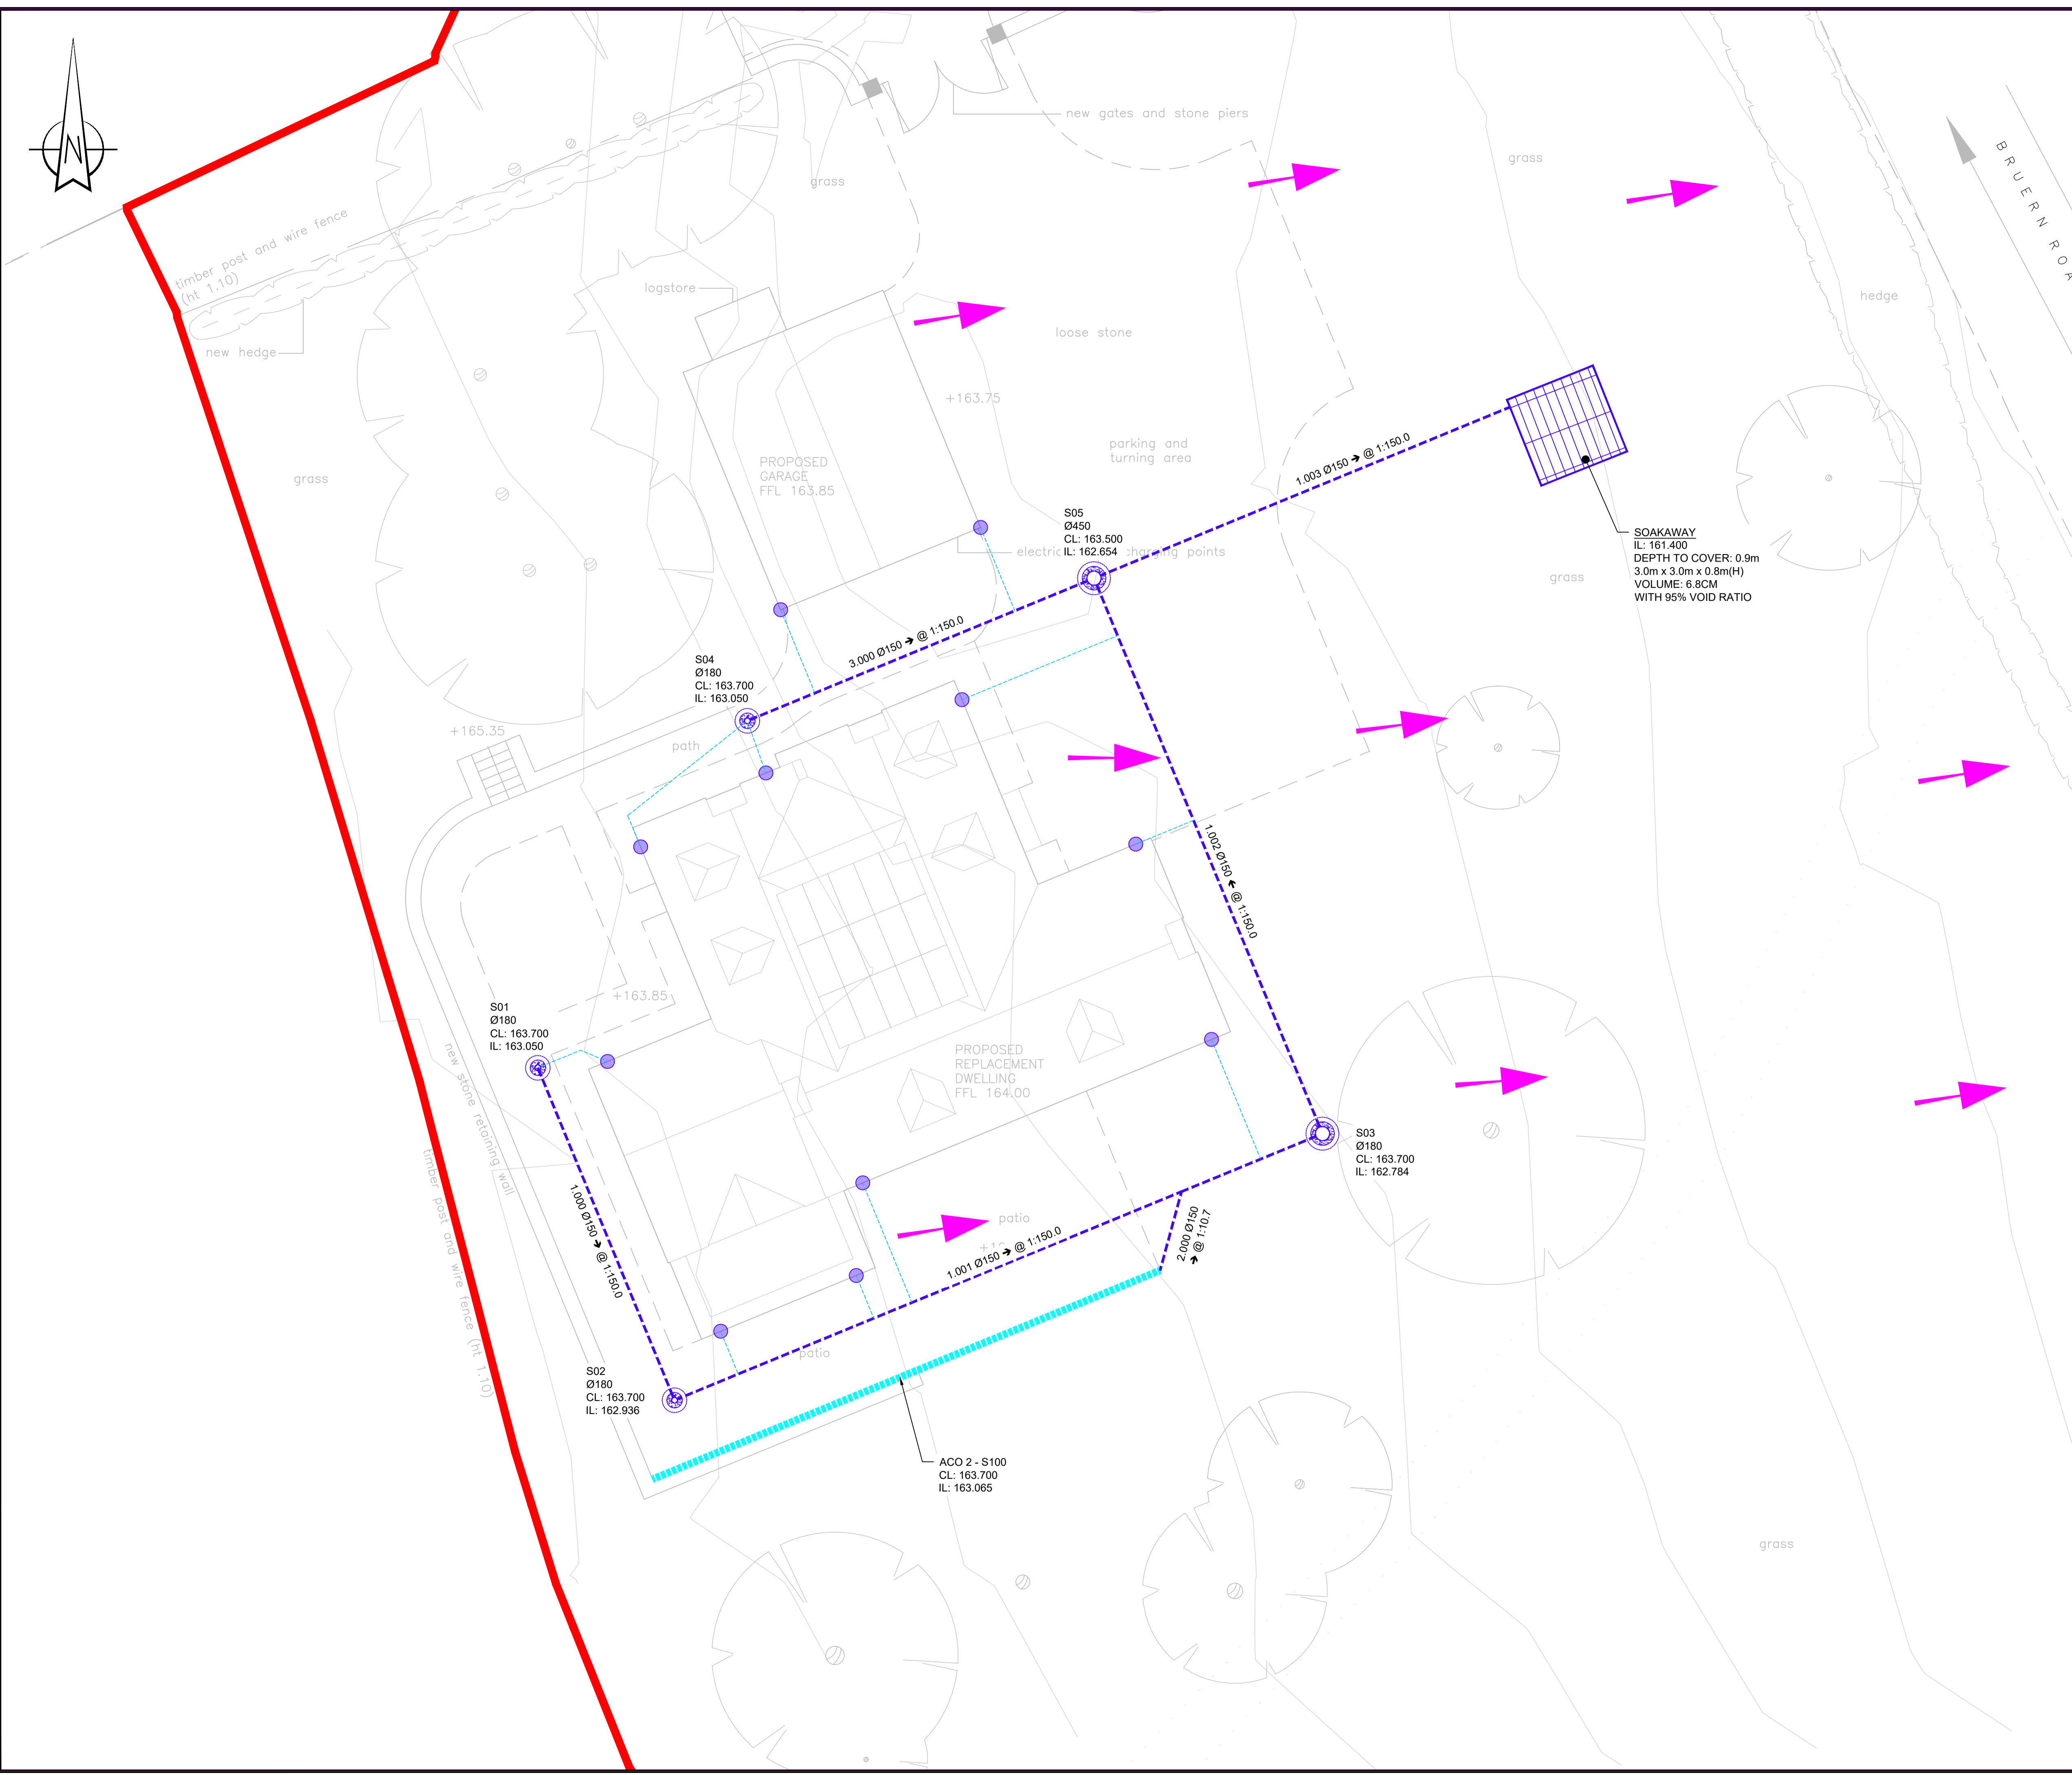 N
new gates and stone piers
grass
grass
BRUERN
timber post and wire fence
(ht 1.10)
logstore
hedge
loose stone
new hedge
+163.75
parking and
turning area
1.003 Ø150 ➔ @ 1:150.0
PROPOSED
GARAGE
FFL 163.85
grass
S05
Ø450
CL: 163.500
IL: 162.654
electric charging points
SOAKAWAY
IL: 161.400
DEPTH TO COVER: 0.9m
3.0m x 3.0m x 0.8m(H)
VOLUME: 6.8CM
WITH 95% VOID RATIO
grass
3.000 Ø150 ➔ @ 1:150.0
S04
Ø180
CL: 163.700
IL: 163.050
+165.35
path
1.002 Ø150 ➔ @ 1:150.0
+163.85
S01
Ø180
CL: 163.700
IL: 163.050
PROPOSED
REPLACEMENT
DWELLING
FFL 164.00
new stone retaining wall
S03
Ø180
CL: 163.700
IL: 162.784
timber post and wire fence (ht 1.10)
1.000 Ø150 ➔ @ 1:150.0
patio
1.001 Ø150 ➔ @ 1:150.0
2.000 Ø150
➔ @ 1:10.7
patio
S02
Ø180
CL: 163.700
IL: 162.936
ACO 2 - S100
CL: 163.700
IL: 163.065
grass